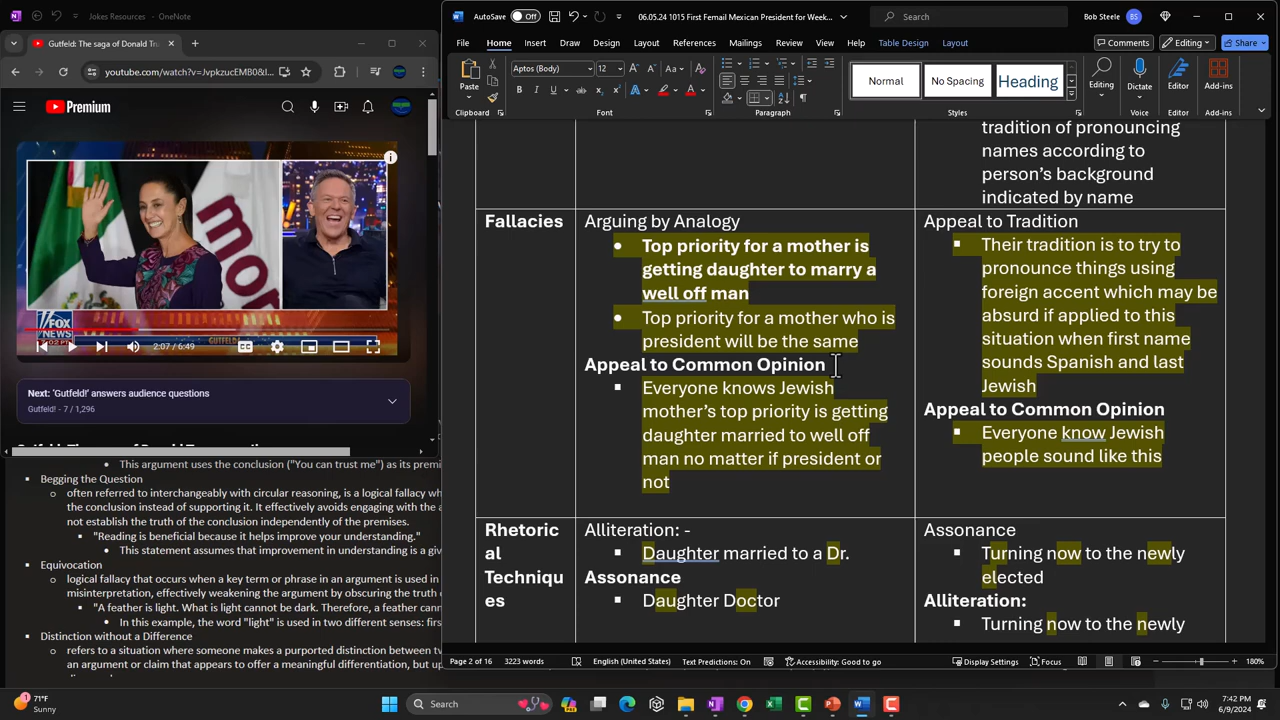 Jokes Resources - OneNote
Gutfeld: The saga of Donald Tru
youtube.com/watch?v=JvpkzucEMB0&l
Premium
FOX
NEWS
:02 PT
GUTFELD!
2:07 / 6:49
Next: 'Gutfeld!' answers audience questions
Gutfeld! - 7 / 1,296
This argument uses the conclusion ("You can trust me") as its premi
Begging the Question
often referred to interchangeably with circular reasoning, is a logical fallacy wh
the conclusion instead of supporting it. It effectively avoids engaging with the a
not establish the truth of the conclusion independently of the premises.
"Reading is beneficial because it helps improve your understanding."
This statement assumes that improvement in understanding is a giv
Equivocation
logical fallacy that occurs when a key term or phrase in an argument is used in
misinterpretation, effectively weakening the argument by obscuring the truth
"A feather is light. What is light cannot be dark. Therefore, a feather cannot
In this example, the word "light" is used in two different senses: first
Distinction without a Difference
refers to a situation where someone makes a purported distinction between tw
an argument or claim that appears to offer a meaningful differentiation, but up
AutoSave Off
06.05.24 1015 First Femail Mexican President for Week...
Search
Bob Steele BS
File Home Insert Draw Design Layout References Mailings Review View Help Table Design Layout
Comments Editing Share
Paste
Aptos (Body) 12
Normal No Spacing Heading
Editing Dictate Editor Add-ins
Clipboard Font Paragraph Styles Voice Editor Add-ins
tradition of pronouncing
names according to
person's background
indicated by name
Fallacies
Arguing by Analogy
Top priority for a mother is
getting daughter to marry a
well off man
Top priority for a mother who is
president will be the same
Appeal to Common Opinion
Everyone knows Jewish
mother's top priority is getting
daughter married to well off
man no matter if president or
not
Appeal to Tradition
Their tradition is to try to
pronounce things using
foreign accent which may be
absurd if applied to this
situation when first name
sounds Spanish and last
Jewish
Appeal to Common Opinion
Everyone know Jewish
people sound like this
Rhetoric
al
Techniqu
es
Alliteration: -
Daughter married to a Dr.
Assonance
Daughter Doctor
Assonance
Turning now to the newly
elected
Alliteration:
Turning now to the newly
Page 2 of 16 3223 words English (United States) Text Predictions: On Accessibility: Good to go Display Settings Focus 180%
71°F
Sunny
Search
7:42 PM
6/9/2024